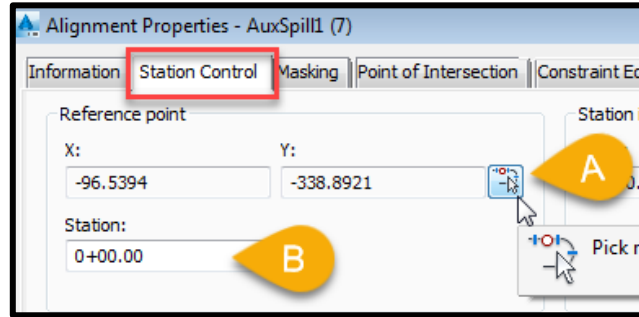 Alignment Properties - AuxSpill1 (7)
Information Station Control Masking Point of Intersection Constraint
Reference point Station
X: Y:
-96.5394 -338.8921 A
Station:
0+00.00 B
Pick